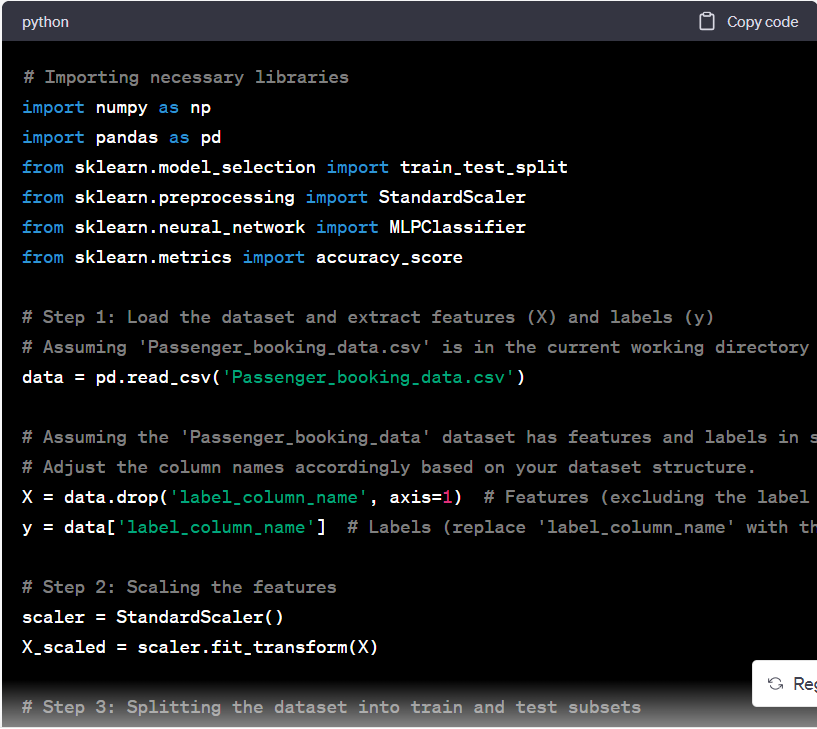 python
Copy code
# Importing necessary libraries
import numpy as np
import pandas as pd
from sklearn.model_selection import train_test_split
from sklearn.preprocessing import StandardScaler
from sklearn.neural_network import MLPClassifier
from sklearn.metrics import accuracy_score
# Step 1: Load the dataset and extract features (X) and labels (y)
# Assuming 'Passenger_booking_data.csv' is in the current working directory
data = pd.read_csv('Passenger_booking_data.csv')
# Assuming the 'Passenger_booking_data' dataset has features and labels in
# Adjust the column names accordingly based on your dataset structure.
X = data.drop('label_column_name', axis=1)  # Features (excluding the label
y = data['label_column_name']  # Labels (replace 'label_column_name' with
# Step 2: Scaling the features
scaler = StandardScaler()
X_scaled = scaler.fit_transform(X)
# Step 3: Splitting the dataset into train and test subsets